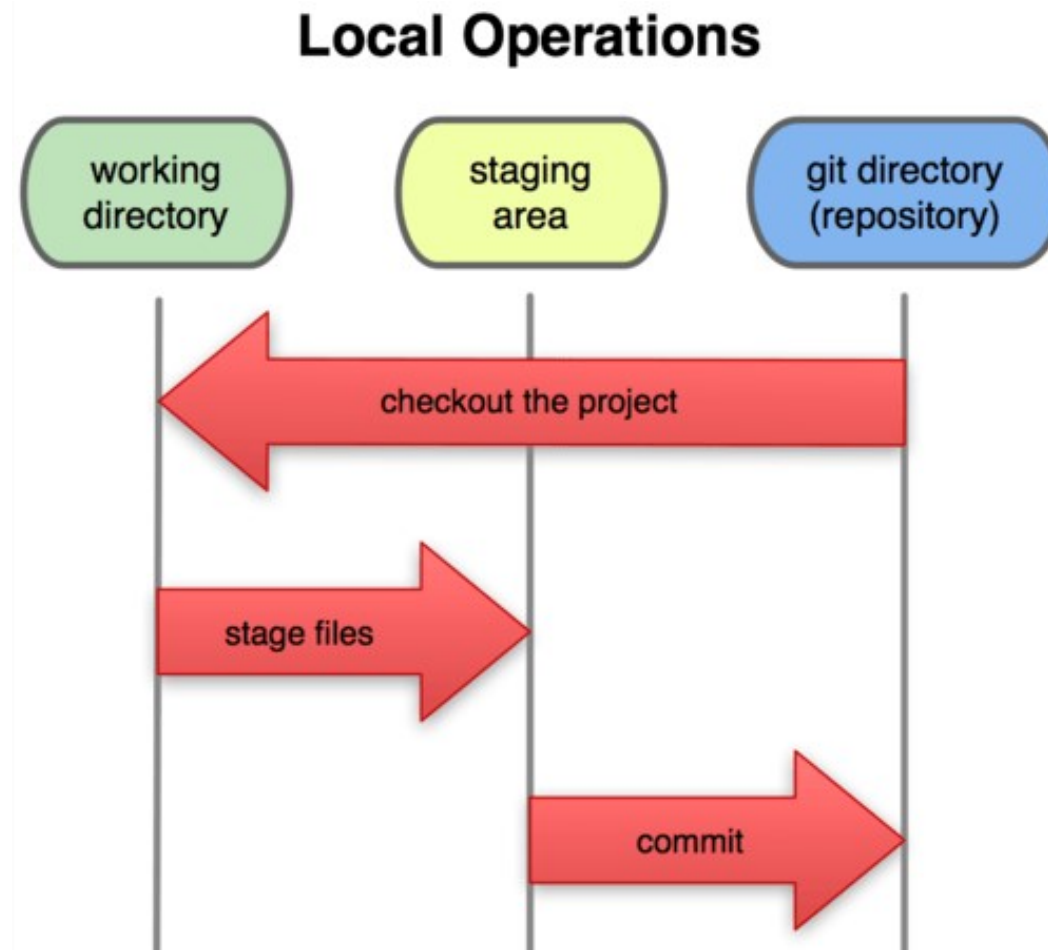 Local Operations
working
directory
staging
area
git directory
(repository)
checkout the project
stage files
commit